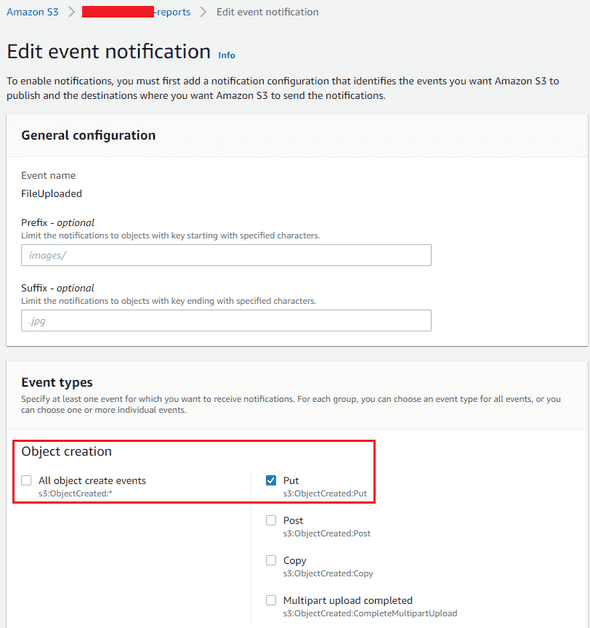 Amazon S3 > -reports > Edit event notification
Edit event notification Info
To enable notifications, you must first add a notification configuration that identifies the events you want Amazon S3 to
publish and the destinations where you want Amazon S3 to send the notifications.
General configuration
Event name
FileUploaded
Prefix - optional
Limit the notifications to objects with key starting with specified characters.
images/
Suffix - optional
Limit the notifications to objects with key ending with specified characters.
.jpg
Event types
Specify at least one event for which you want to receive notifications. For each group, you can choose an event type for all events, or you
can choose one or more individual events.
Object creation
All object create events
s3:ObjectCreated:*
Put
s3:ObjectCreated:Put
Post
s3:ObjectCreated:Post
Copy
s3:ObjectCreated:Copy
Multipart upload completed
s3:ObjectCreated:CompleteMultipartUpload